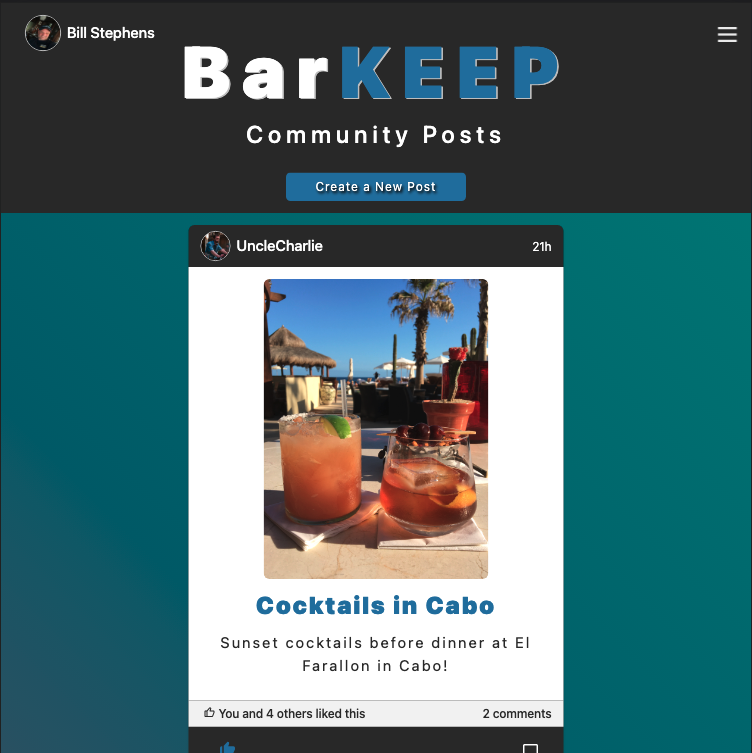 Bill Stephens
BarKEEP
Community Posts
Create a New Post
UncleCharlie
21h
Cocktails in Cabo
Sunset cocktails before dinner at El
Farallon in Cabo!
You and 4 others liked this
2 comments